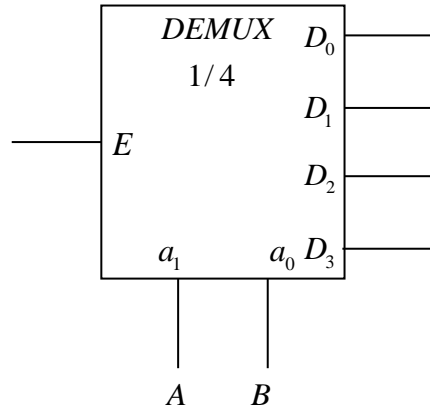 DEMUX
1/4
D₀
D₁
E
D₂
a₁ a₀ D₃
A B